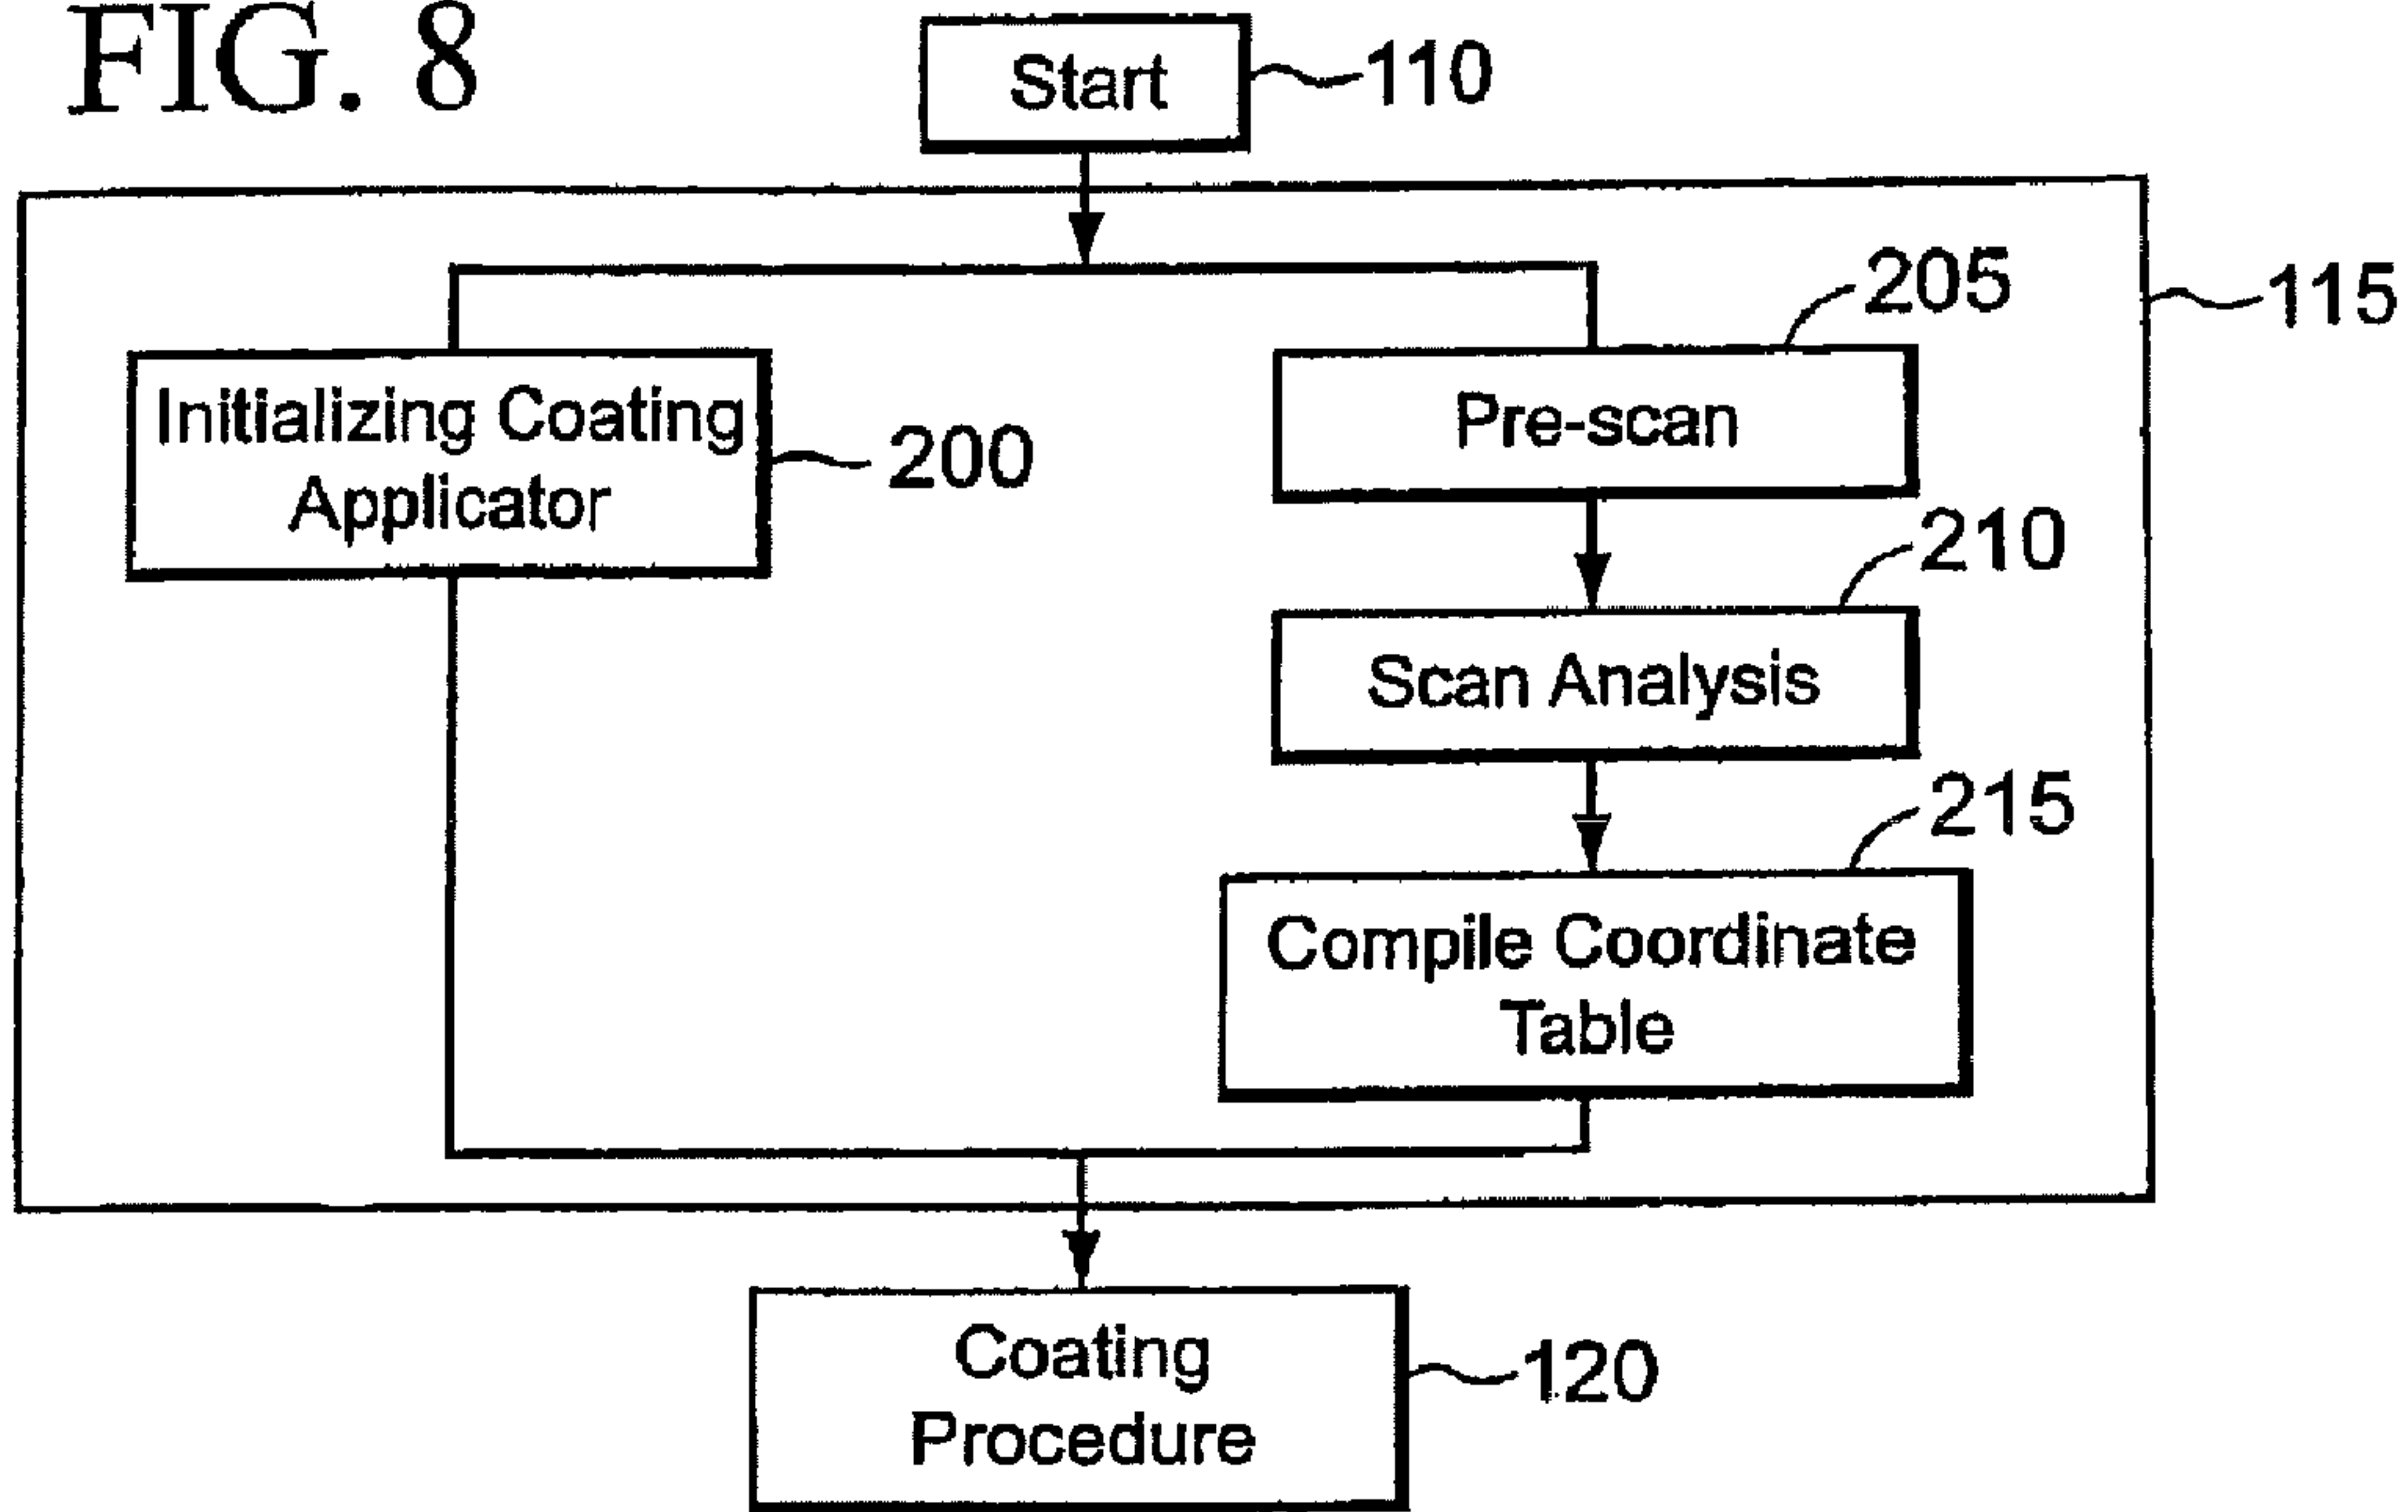 FIG. 8
Start
110
115
205
Initializing Coating
Applicator
200
Pre-scan
210
Scan Analysis
215
Compile Coordinate
Table
Coating
Procedure
120